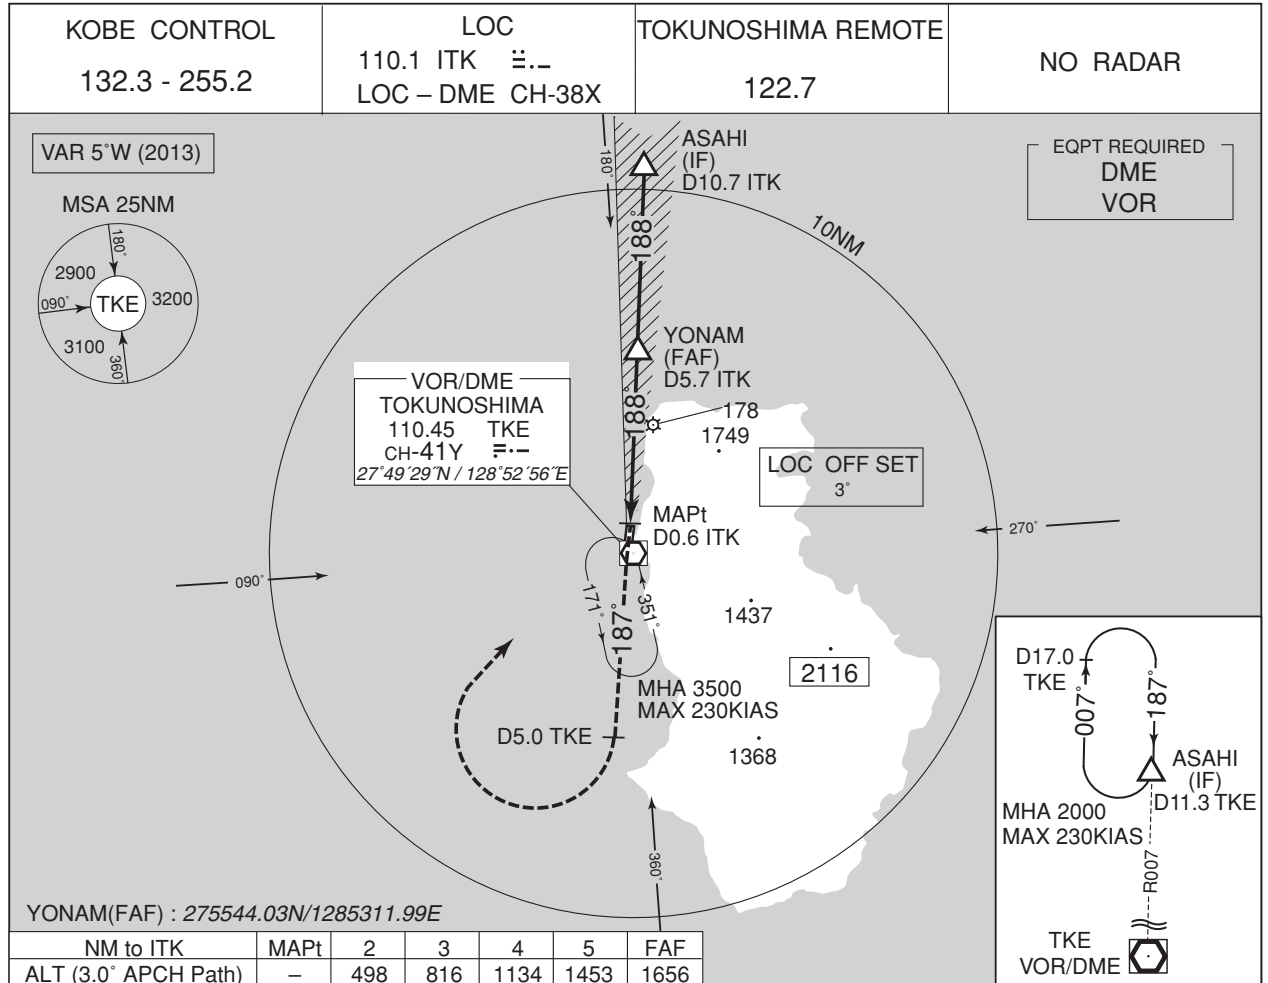 KOBE CONTROL
132.3 - 255.2
LOC
110.1 ITK
LOC – DME CH-38X
TOKUNOSHIMA REMOTE
122.7
NO RADAR
VAR 5°W (2013)
MSA 25NM
180°
2900
090°
TKE
3200
3100
360°
180°
ASAHI
(IF)
D10.7 ITK
EQPT REQUIRED
DME
VOR
188°
10NM
YONAM
(FAF)
D5.7 ITK
188°
VOR/DME
TOKUNOSHIMA
110.45 TKE
CH-41Y
27°49´29˝N / 128°52´56˝E
178
1749
LOC OFF SET
3°
MAPt
D0.6 ITK
270°
090°
171°
187°
351°
1437
2116
MHA 3500
MAX 230KIAS
D5.0 TKE
1368
360°
D17.0
TKE
007°
187°
ASAHI
(IF)
D11.3 TKE
MHA 2000
MAX 230KIAS
R007
TKE
VOR/DME
YONAM(FAF) : 275544.03N/1285311.99E
NM to ITK MAPt 2 3 4 5 FAF
ALT (3.0° APCH Path) – 498 816 1134 1453 1656